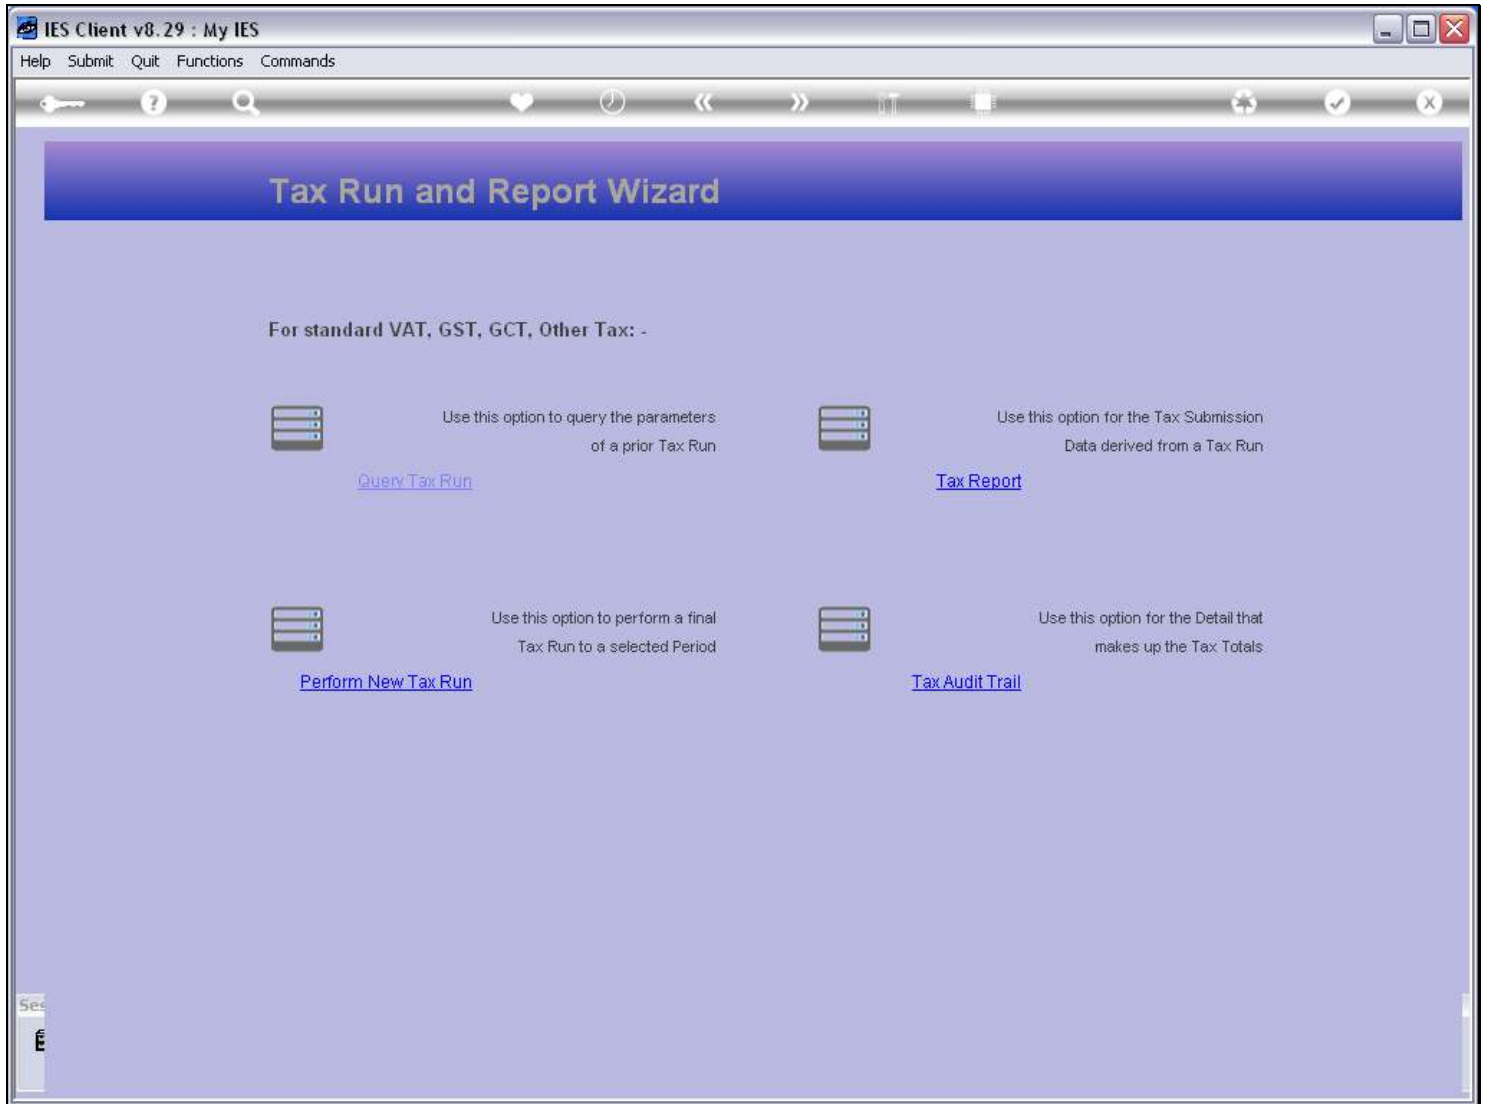 IES Client v8.29 : My IES
Help Submit Quit Functions Commands
Tax Run and Report Wizard
For standard VAT, GST, GCT, Other Tax: -
Use this option to query the parameters
of a prior Tax Run
Query Tax Run
Use this option for the Tax Submission
Data derived from a Tax Run
Tax Report
Use this option to perform a final
Tax Run to a selected Period
Perform New Tax Run
Use this option for the Detail that
makes up the Tax Totals
Tax Audit Trail
Ses